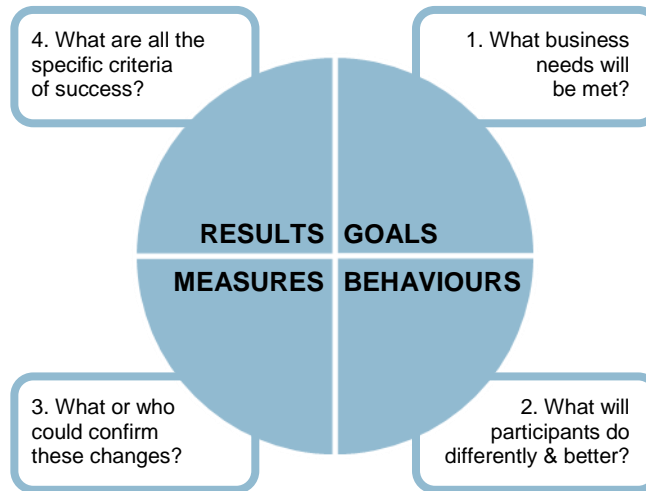 4. What are all the
specific criteria
of success?
1. What business
needs will
be met?
RESULTS
GOALS
MEASURES
BEHAVIOURS
3. What or who
could confirm
these changes?
2. What will
participants do
differently & better?